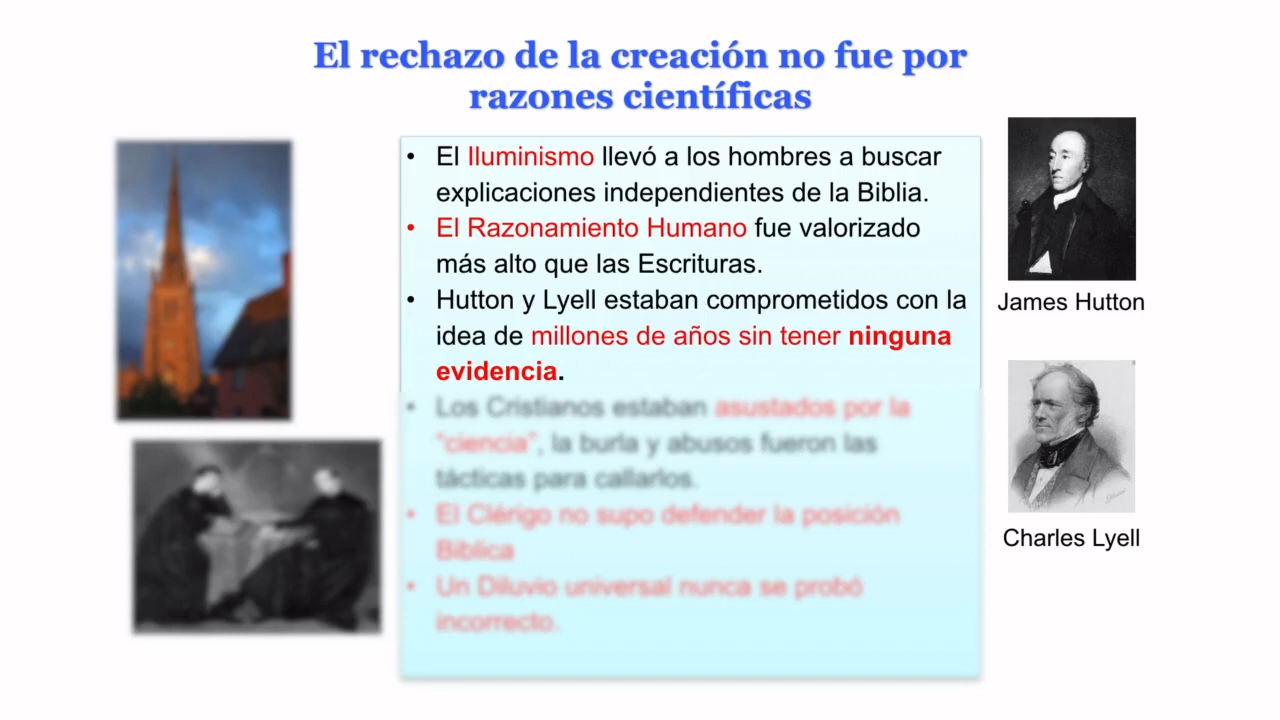 El rechazo de la creación no fue por
razones científicas
• El Iluminismo llevó a los hombres a buscar
explicaciones independientes de la Biblia.
• El Razonamiento Humano fue valorizado
más alto que las Escrituras.
• Hutton y Lyell estaban comprometidos con la
idea de millones de años sin tener ninguna
evidencia.
• Los Cristianos estaban asustados por la
"ciencia", la burla y abusos fueron las
tácticas para callarlos.
• El Clérigo no supo defender la posición
Biblica
• Un Diluvio universal nunca se probó
incorrecto.
James Hutton
Charles Lyell